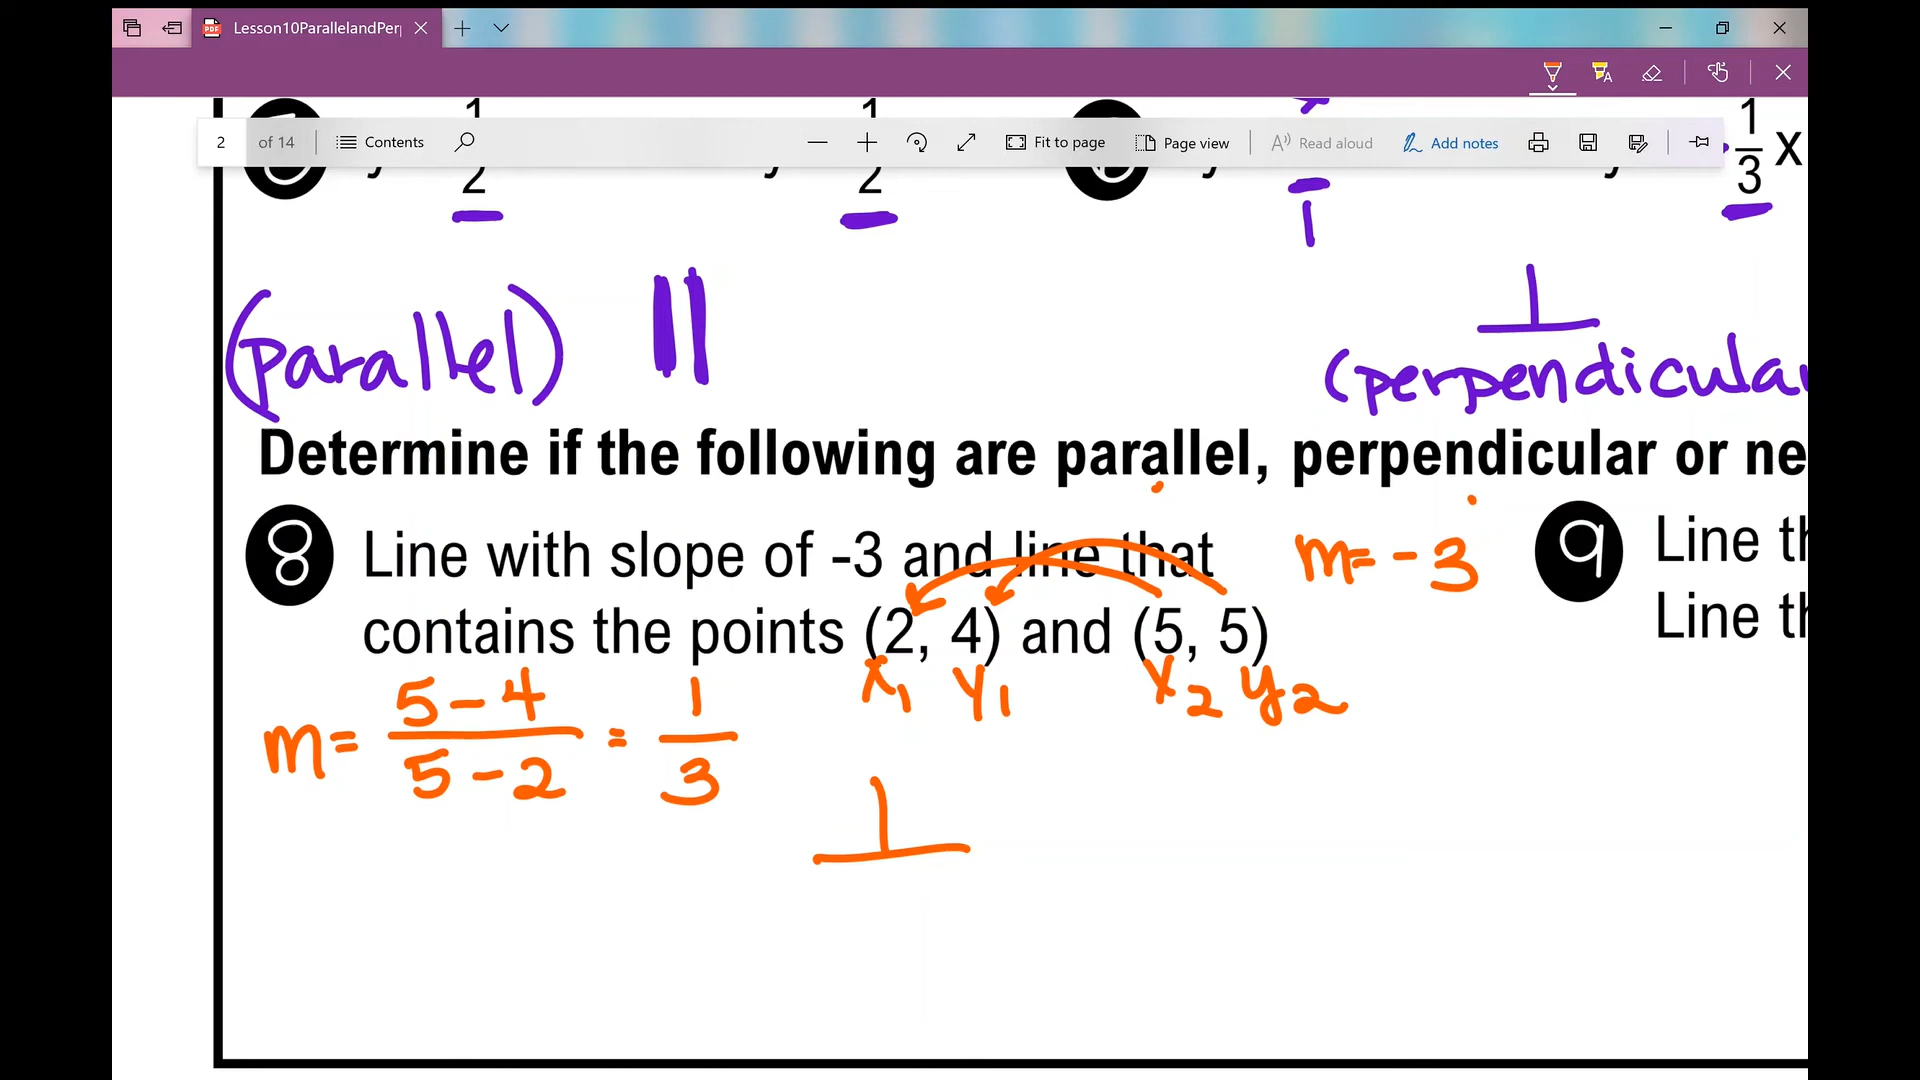 Lesson10ParallelandPer
2 of 14 Contents Fit to page Page view Read aloud Add notes
1 1 1
2 2 3 x
1
(parallel) ||
⊥
(perpendicular
Determine if the following are parallel, perpendicular or ne
8 Line with slope of -3 and line that
contains the points (2, 4) and (5, 5)
m = -3
x₁ y₁ x₂ y₂
m = 5-4 / 5-2 = 1/3
⊥
9 Line th
Line th